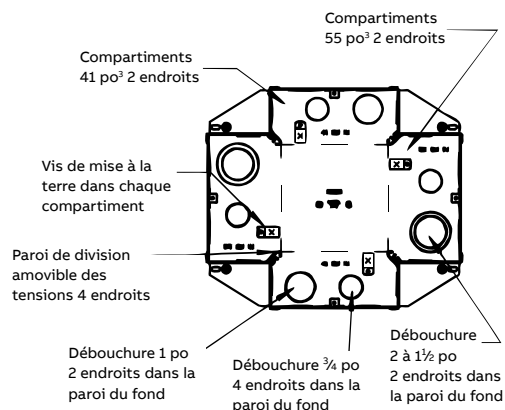 Compartiments
55 po³ 2 endroits
Compartiments
41 po³ 2 endroits
Vis de mise à la
terre dans chaque
compartiment
Paroi de division
amovible des
tensions 4 endroits
Débouchure 1 po
2 endroits dans la
paroi du fond
Débouchure ¾ po
4 endroits dans la
paroi du fond
Débouchure
2 à 1½ po
2 endroits dans
la paroi du fond